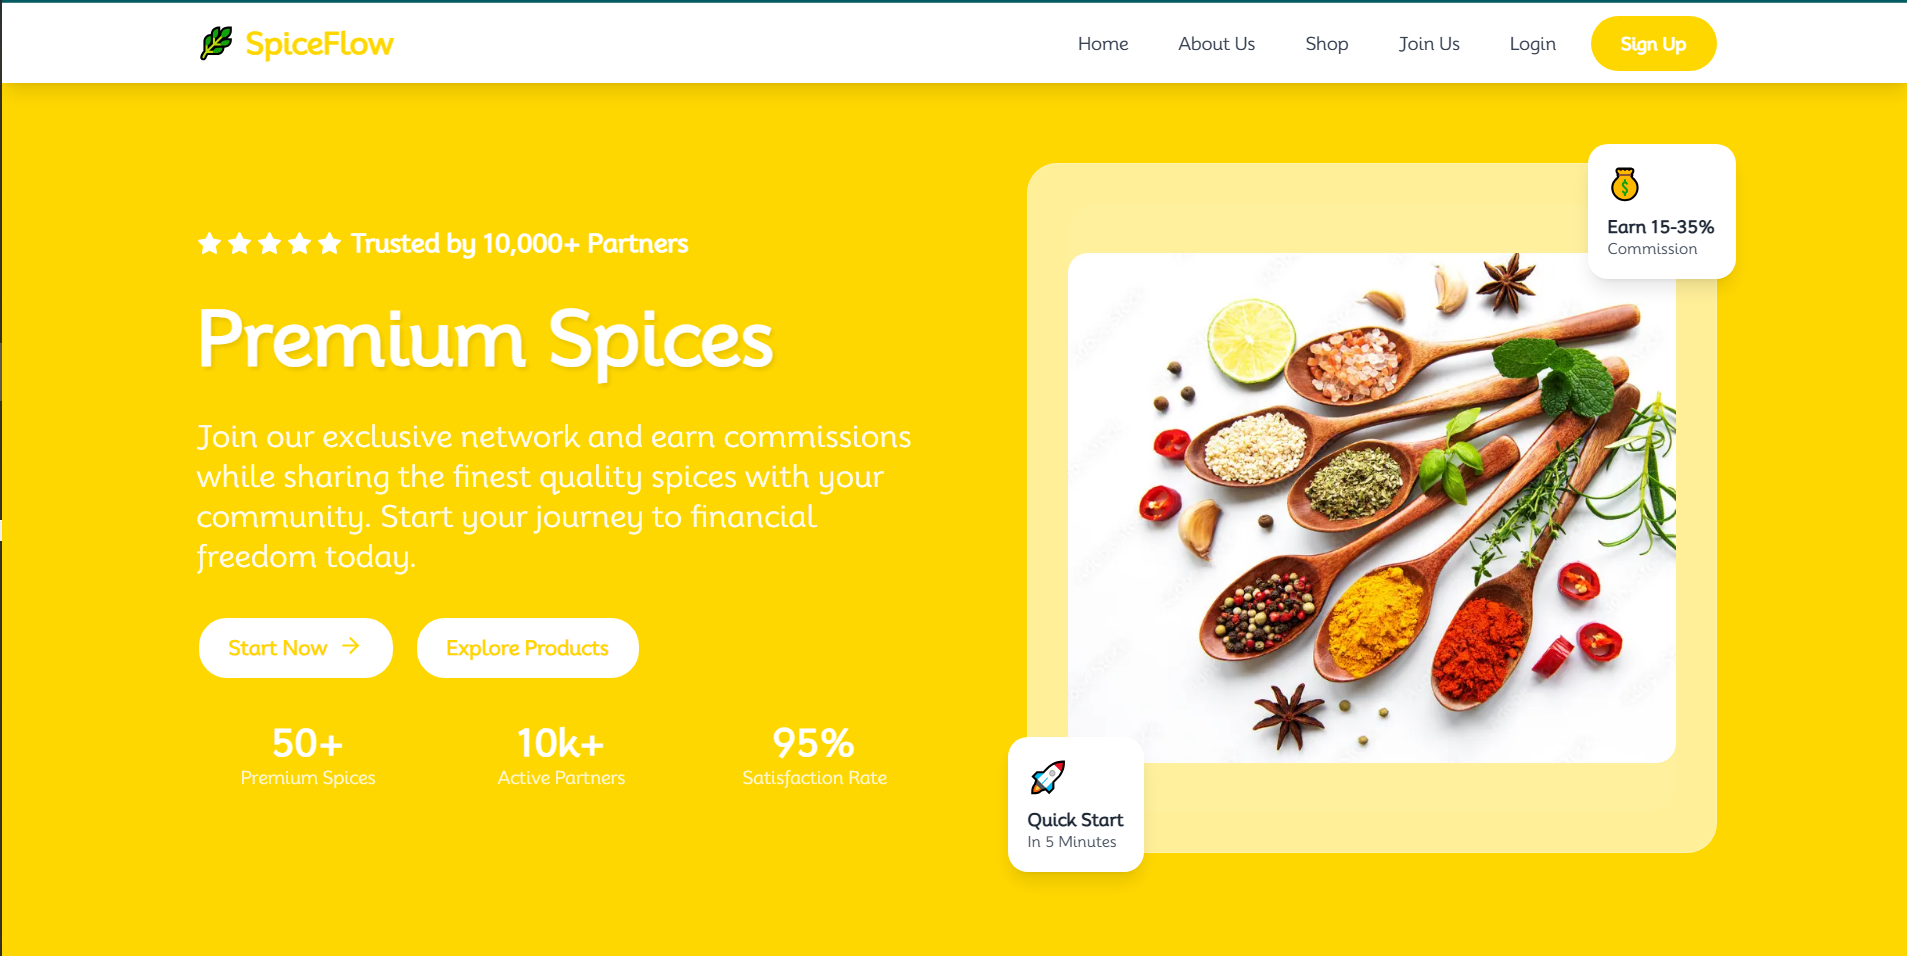 SpiceFlow
Home
About Us
Shop
Join Us
Login
Sign Up
Trusted by 10,000+ Partners
Premium Spices
Join our exclusive network and earn commissions
while sharing the finest quality spices with your
community. Start your journey to financial
freedom today.
Start Now
Explore Products
50+
Premium Spices
10k+
Active Partners
95%
Satisfaction Rate
Earn 15-35%
Commission
Quick Start
In 5 Minutes